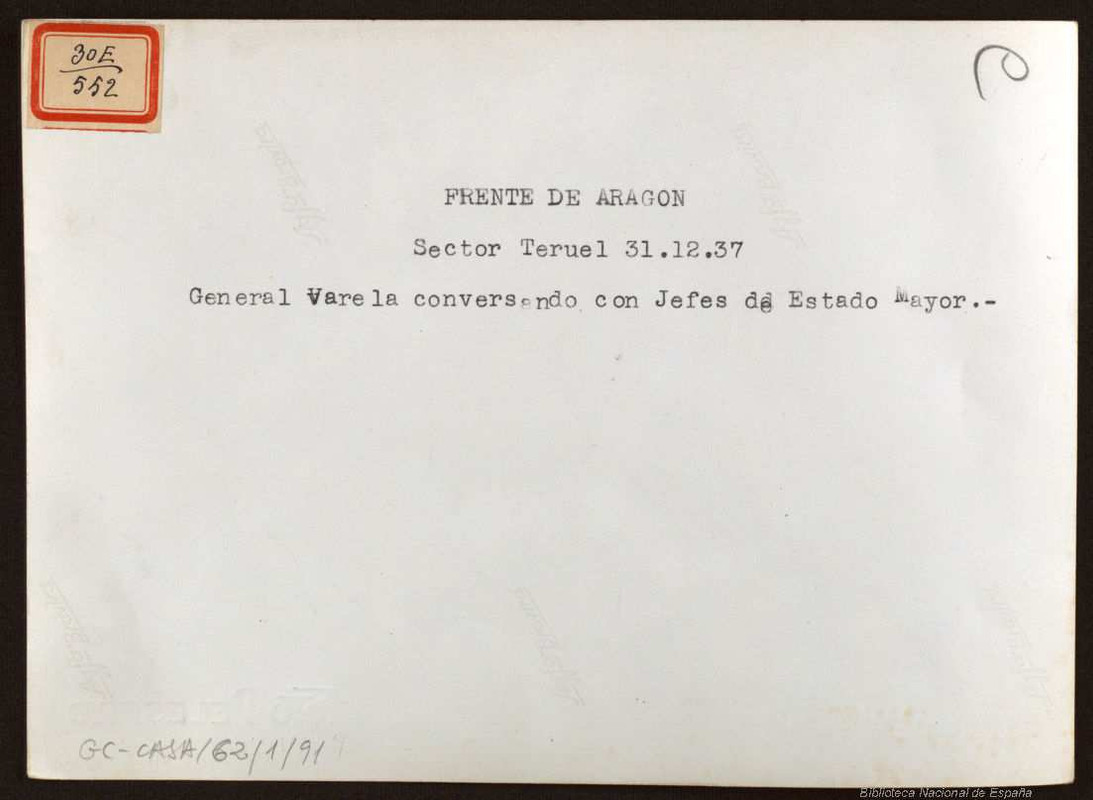 30E
552
FRENTE DE ARAGON
Sector Teruel 31.12.37
General Varela conversando con Jefes de Estado Mayor.-
GC-CASA/62/1/91
Biblioteca Nacional de España